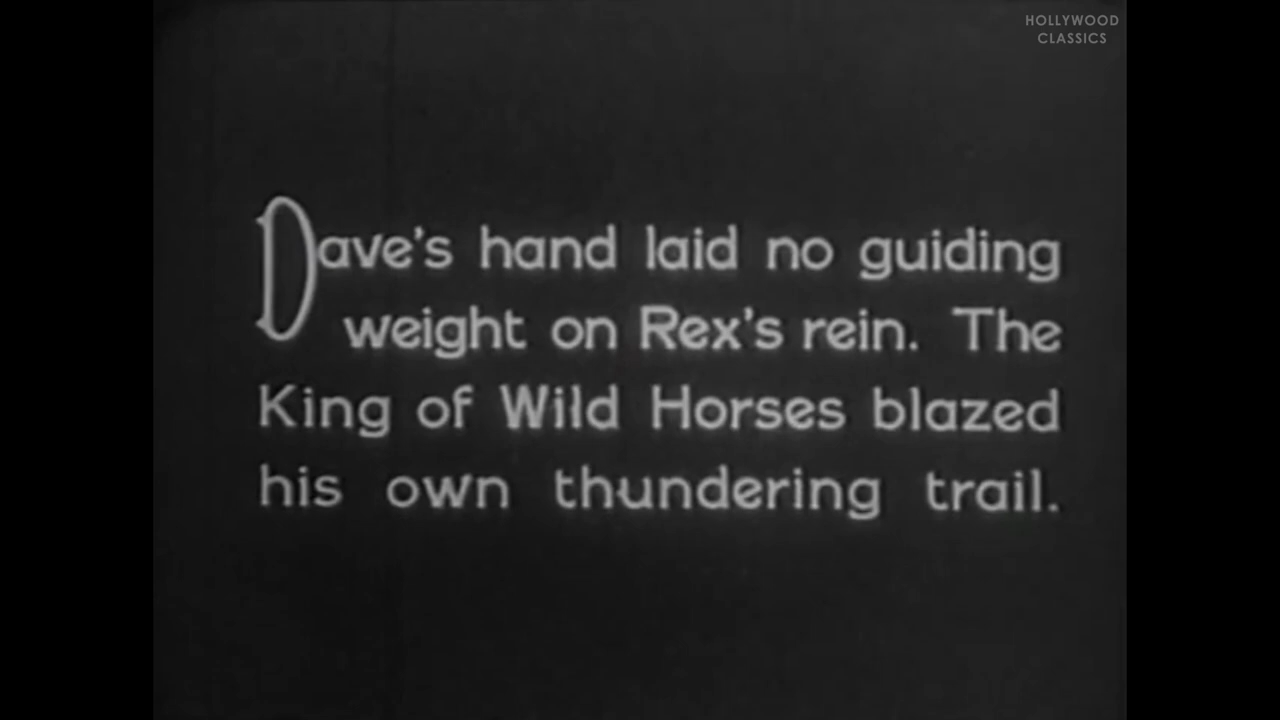 HOLLYWOOD
CLASSICS
Dave's hand laid no guiding
weight on Rex's rein. The
King of Wild Horses blazed
his own thundering trail.